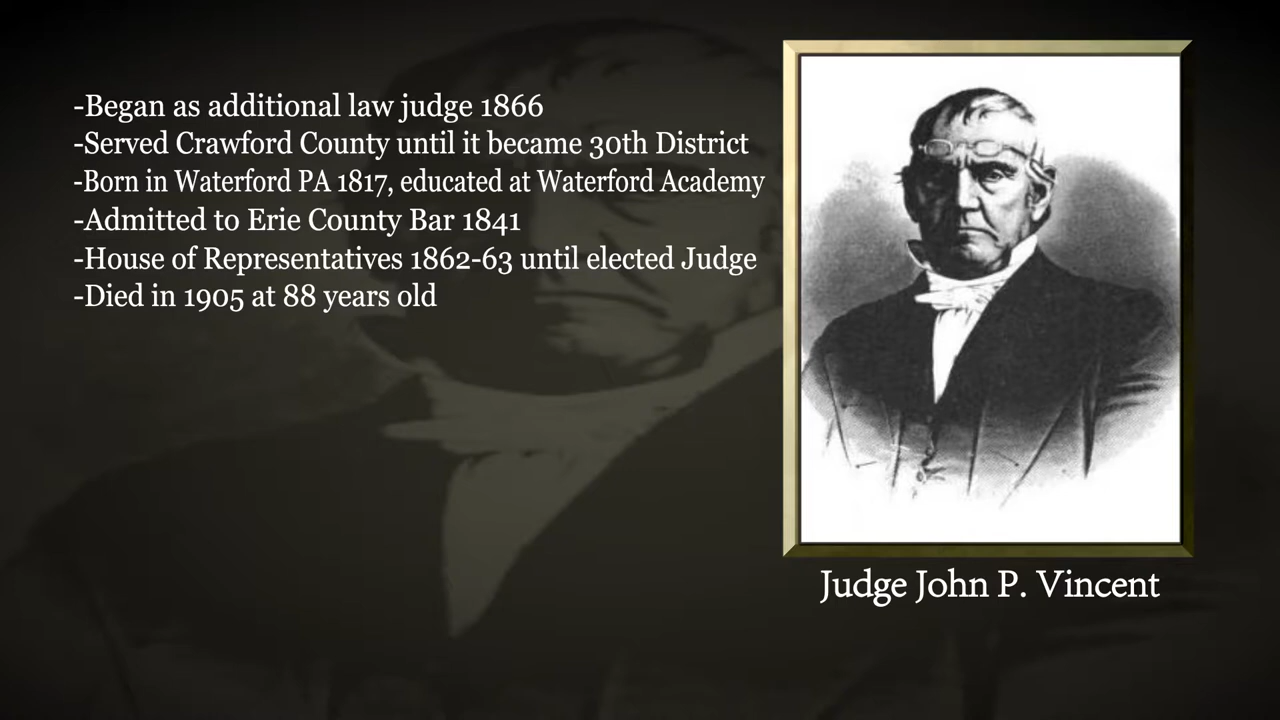 -Began as additional law judge 1866
-Served Crawford County until it became 30th District
-Born in Waterford PA 1817, educated at Waterford Academy
-Admitted to Erie County Bar 1841
-House of Representatives 1862-63 until elected Judge
-Died in 1905 at 88 years old
Judge John P. Vincent